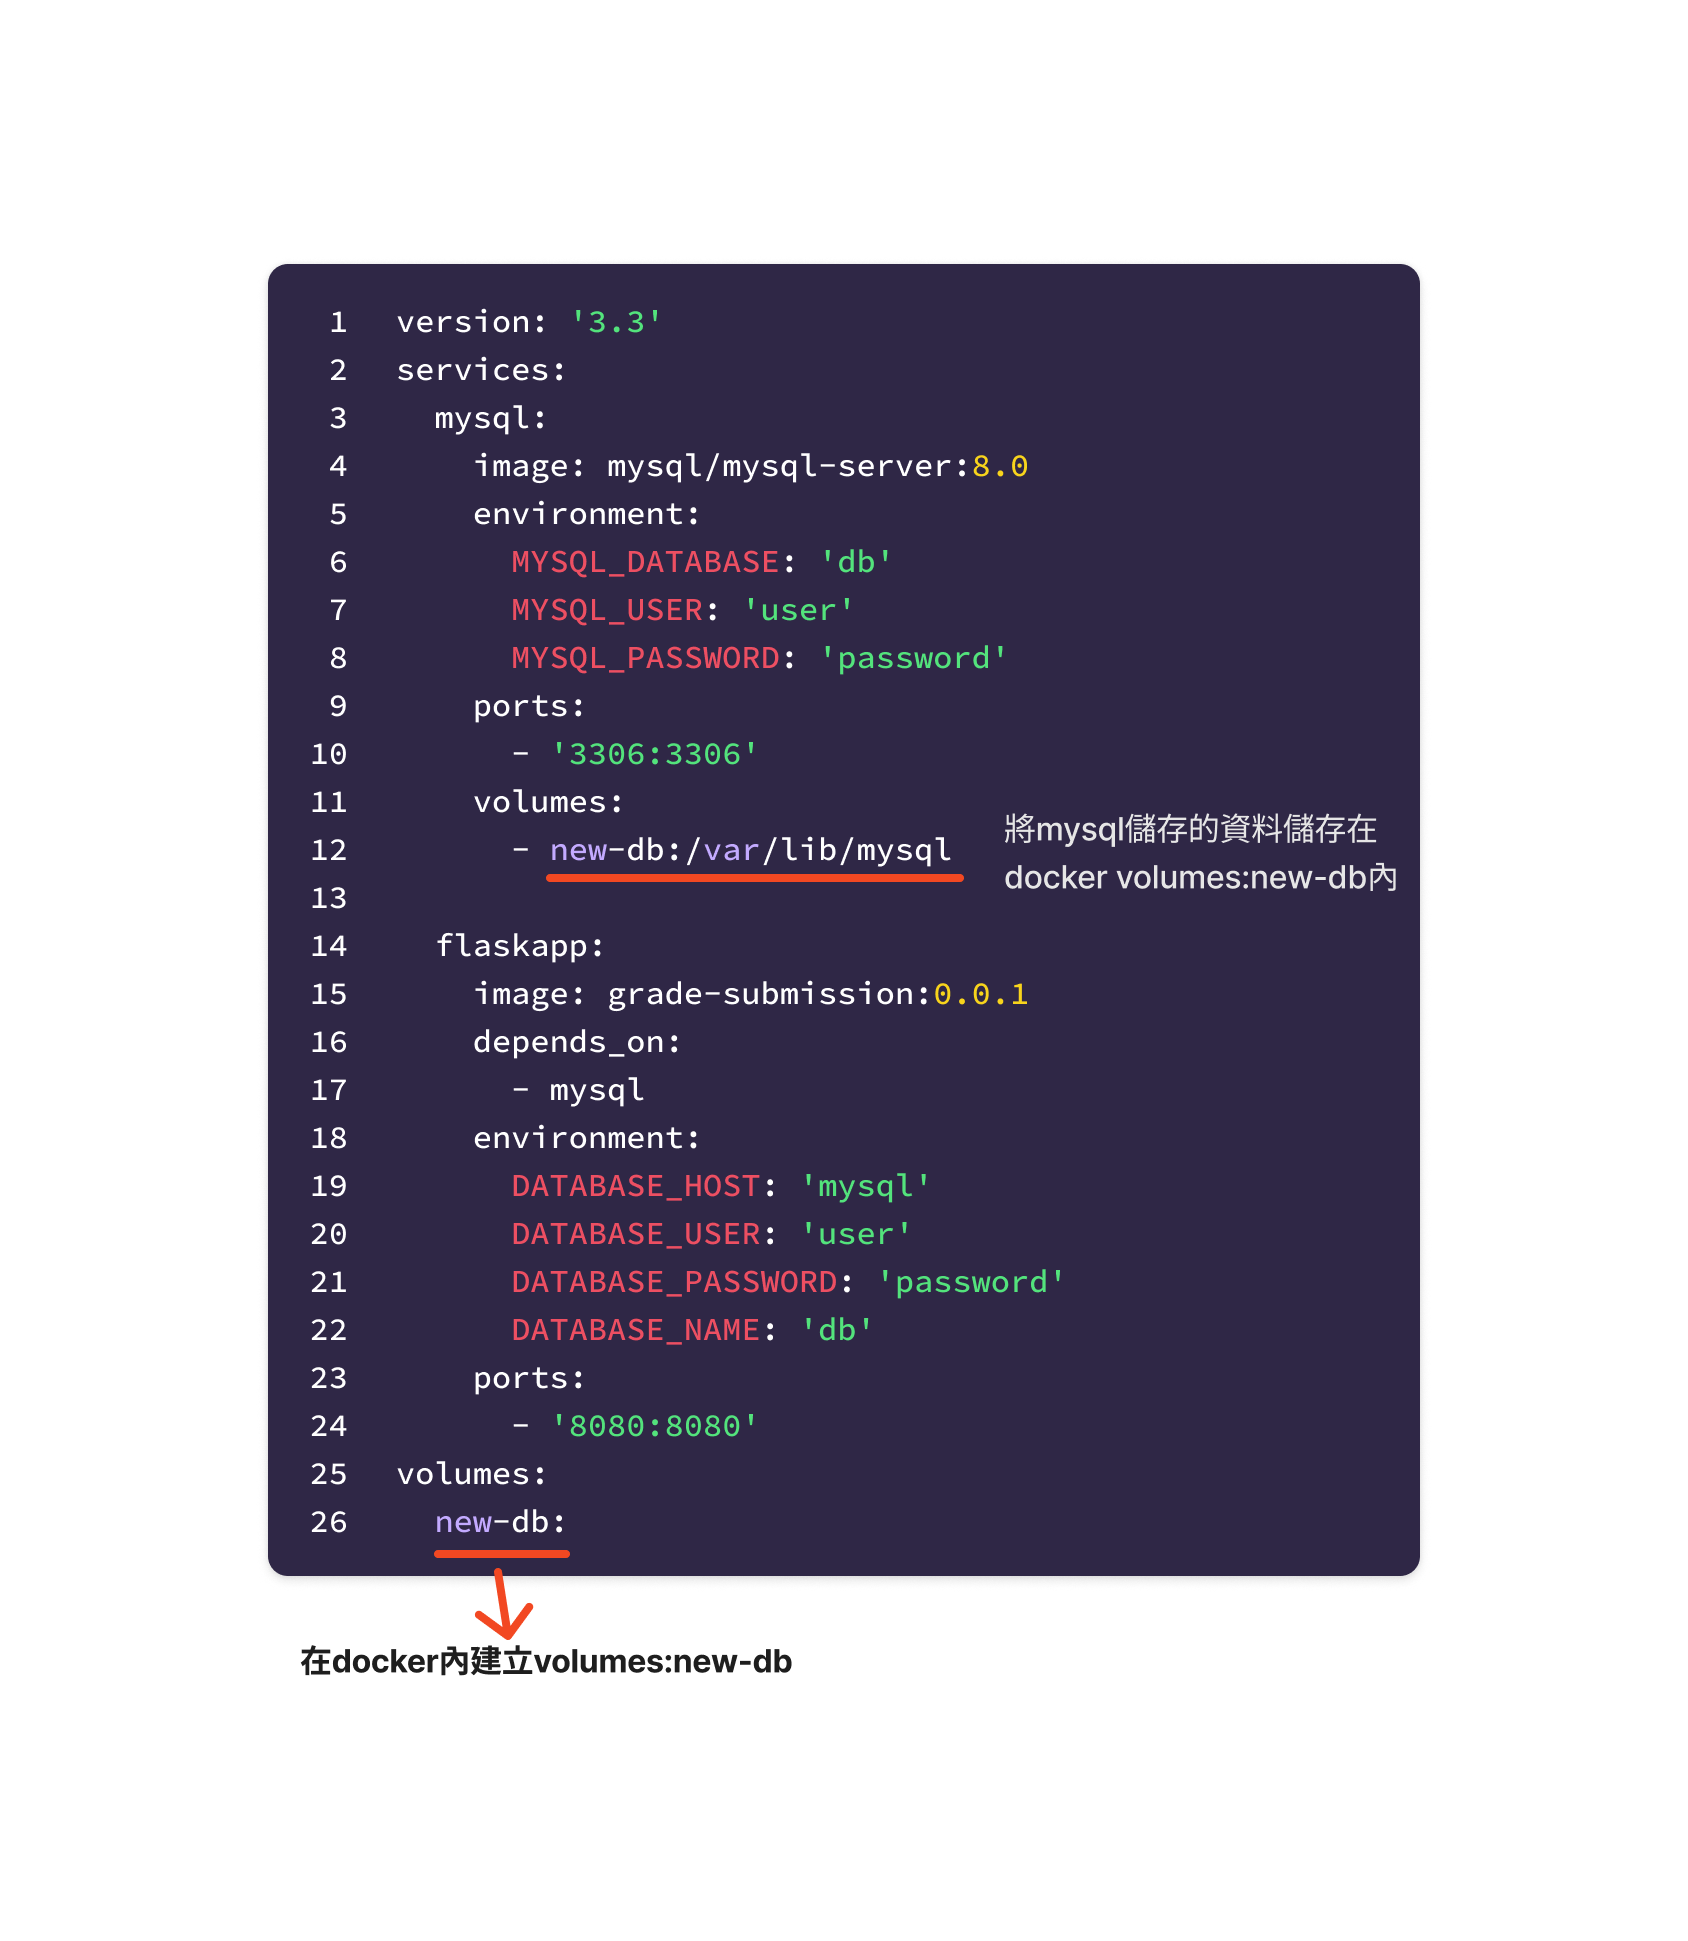 1 version: '3.3'
2 services:
3   mysql:
4     image: mysql/mysql-server:8.0
5     environment:
6       MYSQL_DATABASE: 'db'
7       MYSQL_USER: 'user'
8       MYSQL_PASSWORD: 'password'
9     ports:
10       - '3306:3306'
11     volumes:
12       - new-db:/var/lib/mysql
將mysql儲存的資料儲存在
docker volumes:new-db內
13
14   flaskapp:
15     image: grade-submission:0.0.1
16     depends_on:
17       - mysql
18     environment:
19       DATABASE_HOST: 'mysql'
20       DATABASE_USER: 'user'
21       DATABASE_PASSWORD: 'password'
22       DATABASE_NAME: 'db'
23     ports:
24       - '8080:8080'
25 volumes:
26   new-db:
在docker內建立volumes:new-db